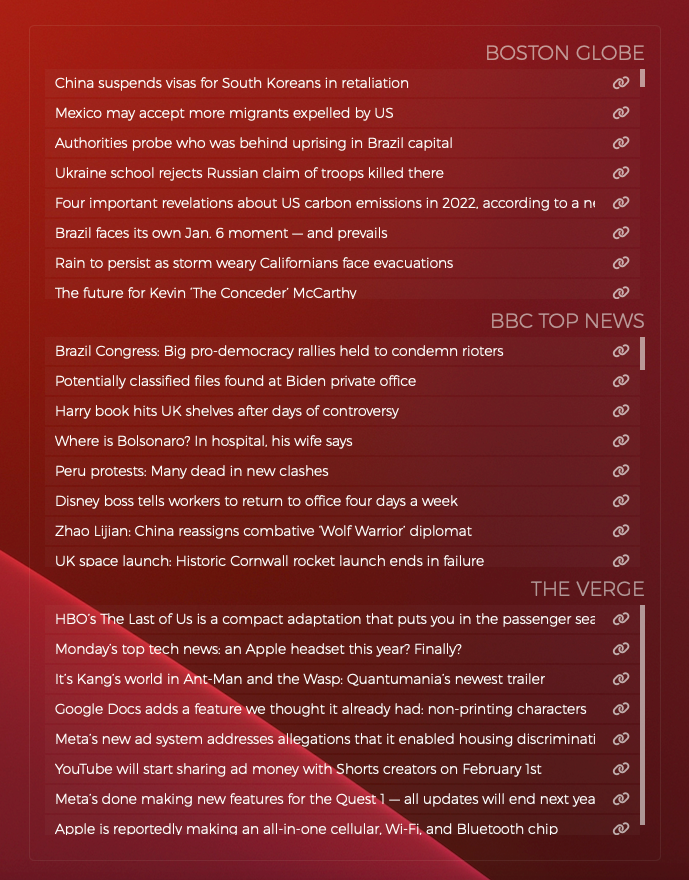 BOSTON GLOBE
China suspends visas for South Koreans in retaliation
Mexico may accept more migrants expelled by US
Authorities probe who was behind uprising in Brazil capital
Ukraine school rejects Russian claim of troops killed there
Four important revelations about US carbon emissions in 2022, according to a ne
Brazil faces its own Jan. 6 moment — and prevails
Rain to persist as storm weary Californians face evacuations
The future for Kevin ‘The Conceder’ McCarthy
BBC TOP NEWS
Brazil Congress: Big pro-democracy rallies held to condemn rioters
Potentially classified files found at Biden private office
Harry book hits UK shelves after days of controversy
Where is Bolsonaro? In hospital, his wife says
Peru protests: Many dead in new clashes
Disney boss tells workers to return to office four days a week
Zhao Lijian: China reassigns combative ‘Wolf Warrior’ diplomat
UK space launch: Historic Cornwall rocket launch ends in failure
THE VERGE
HBO’s The Last of Us is a compact adaptation that puts you in the passenger sea
Monday’s top tech news: an Apple headset this year? Finally?
It’s Kang’s world in Ant-Man and the Wasp: Quantumania’s newest trailer
Google Docs adds a feature we thought it already had: non-printing characters
Meta’s new ad system addresses allegations that it enabled housing discriminati
YouTube will start sharing ad money with Shorts creators on February 1st
Meta’s done making new features for the Quest 1 — all updates will end next yea
Apple is reportedly making an all-in-one cellular, Wi-Fi, and Bluetooth chip